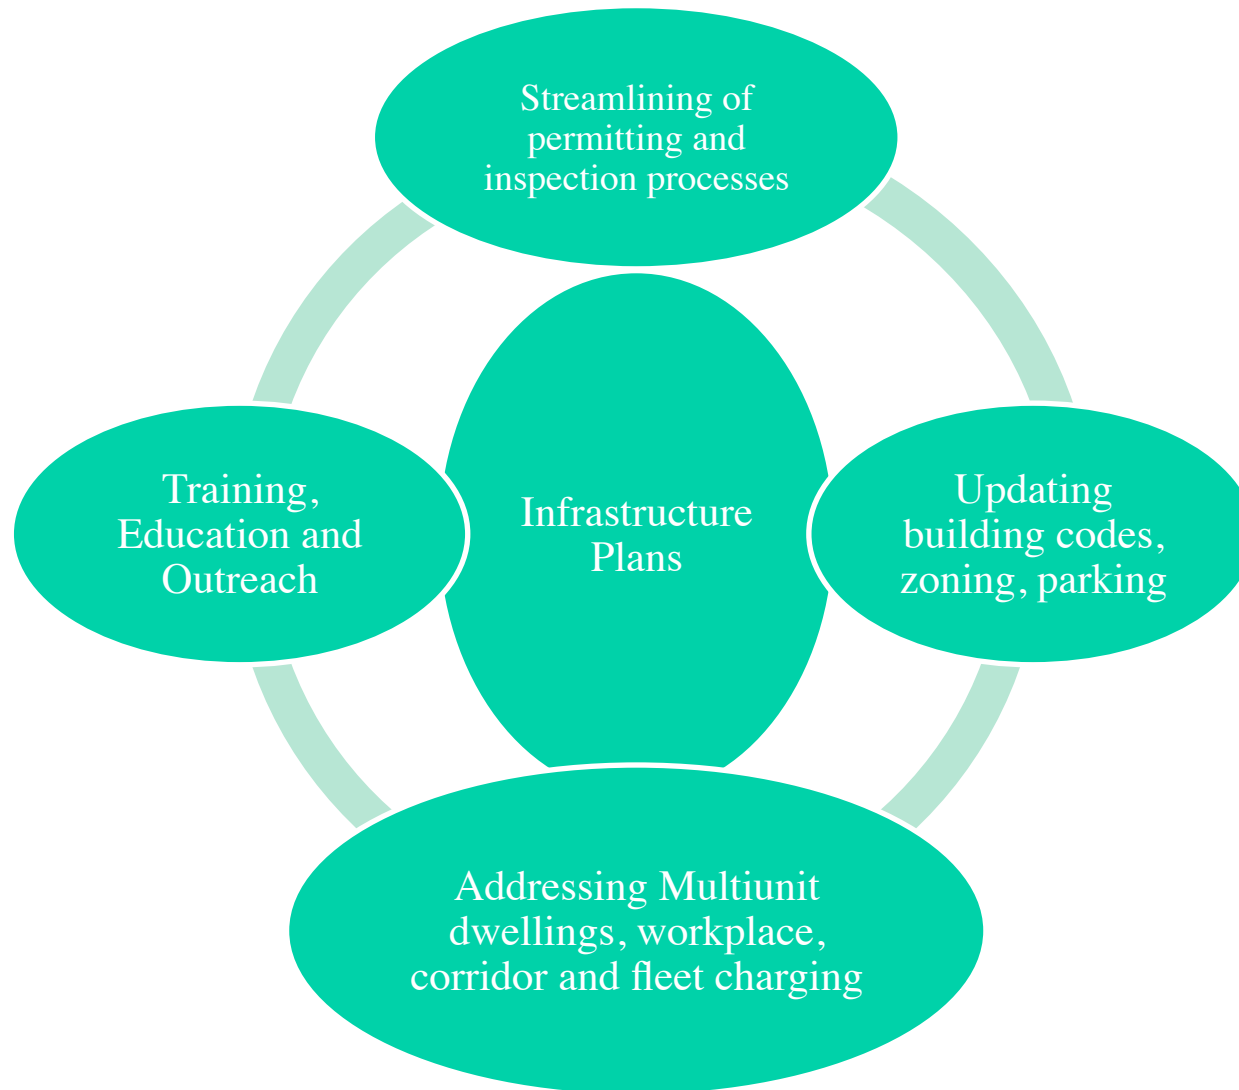 Streamlining of
permitting and
inspection processes
Training,
Education and
Outreach
Infrastructure
Plans
Updating
building codes,
zoning, parking
Addressing Multiunit
dwellings, workplace,
corridor and fleet charging